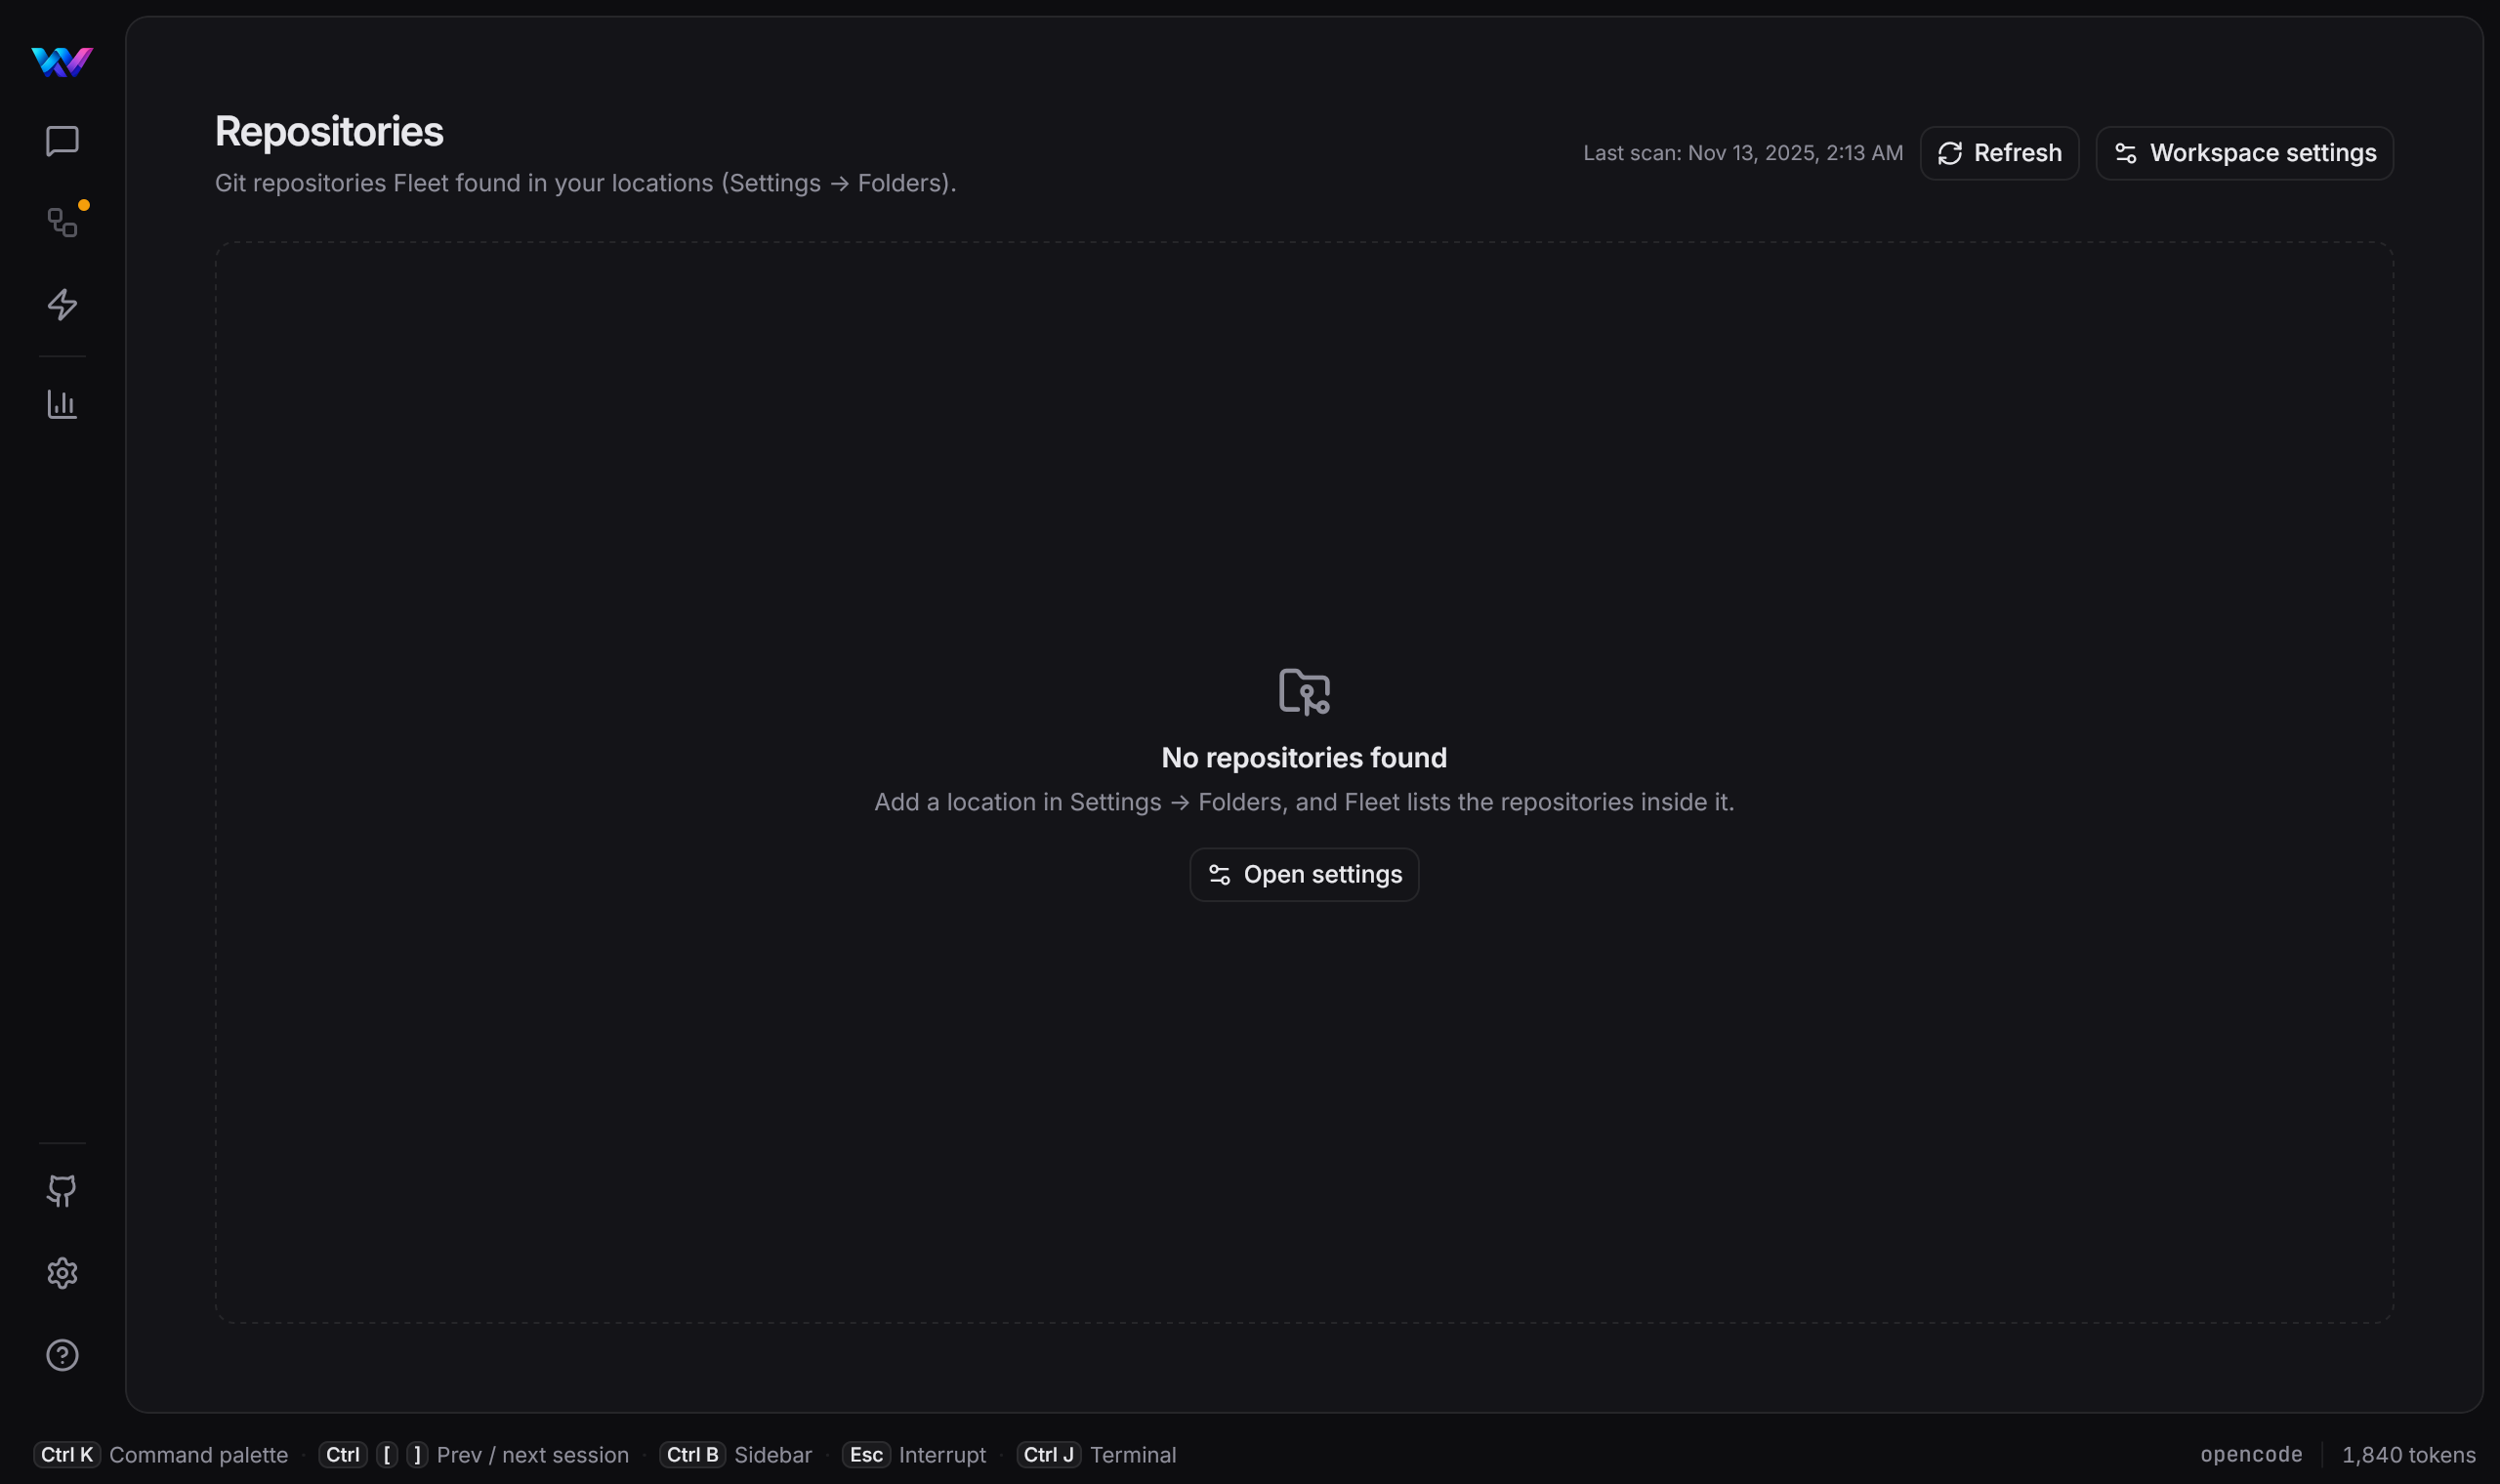 Repositories
Git repositories Fleet found in your locations (Settings → Folders).
Last scan: Nov 13, 2025, 2:13 AM
Refresh
Workspace settings
No repositories found
Add a location in Settings → Folders, and Fleet lists the repositories inside it.
Open settings
Ctrl K Command palette · Ctrl [ ] Prev / next session · Ctrl B Sidebar · Esc Interrupt · Ctrl J Terminal
opencode
1,840 tokens